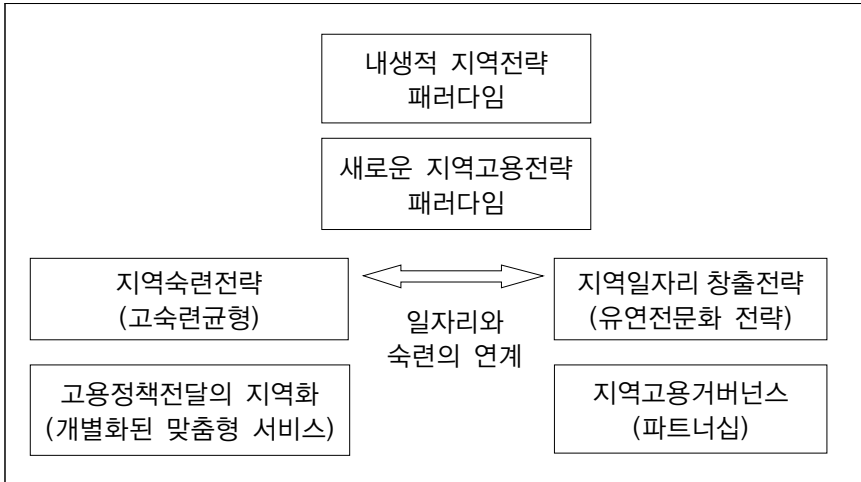 내생적 지역전략
패러다임
새로운 지역고용전략
패러다임
지역숙련전략
(고숙련균형)
일자리와
숙련의 연계
지역일자리 창출전략
(유연전문화 전략)
고용정책전달의 지역화
(개별화된 맞춤형 서비스)
지역고용거버넌스
(파트너십)